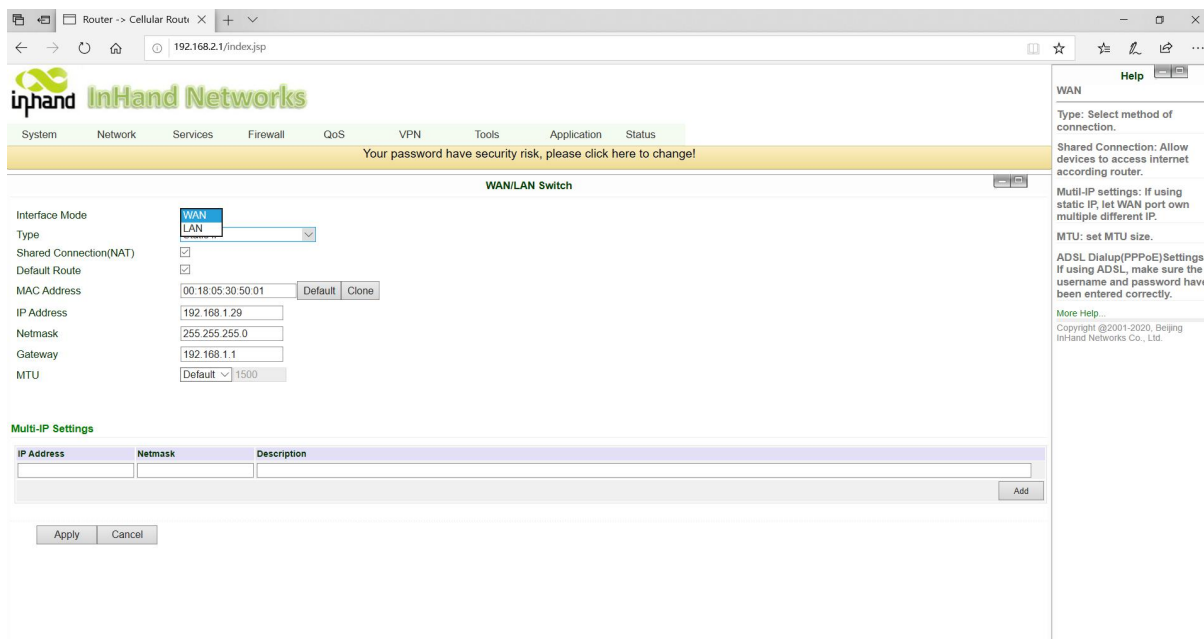 Router -> Cellular Route
192.168.2.1/index.jsp
inhand InHand Networks
System Network Services Firewall QoS VPN Tools Application Status
Your password have security risk, please click here to change!
WAN/LAN Switch
Interface Mode WAN
LAN
Type
Shared Connection(NAT)
Default Route
MAC Address 00:18:05:30:50:01 Default Clone
IP Address 192.168.1.29
Netmask 255.255.255.0
Gateway 192.168.1.1
MTU Default 1500
Multi-IP Settings
IP Address Netmask Description
Add
Apply Cancel
Help
WAN
Type: Select method of
connection.
Shared Connection: Allow
devices to access internet
according router.
Mutil-IP settings: If using
static IP, let WAN port own
multiple different IP.
MTU: set MTU size.
ADSL Dialup(PPPoE)Settings
If using ADSL, make sure the
username and password have
been entered correctly.
More Help...
Copyright @2001-2020, Beijing
InHand Networks Co., Ltd.